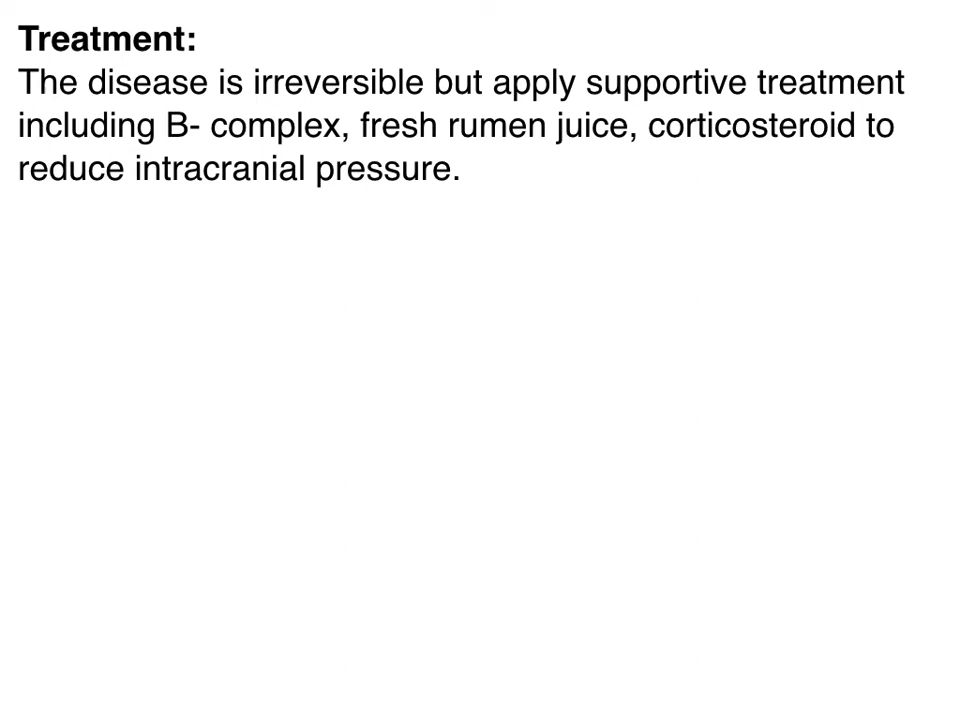 Treatment:
The disease is irreversible but apply supportive treatment
including B- complex, fresh rumen juice, corticosteroid to
reduce intracranial pressure.